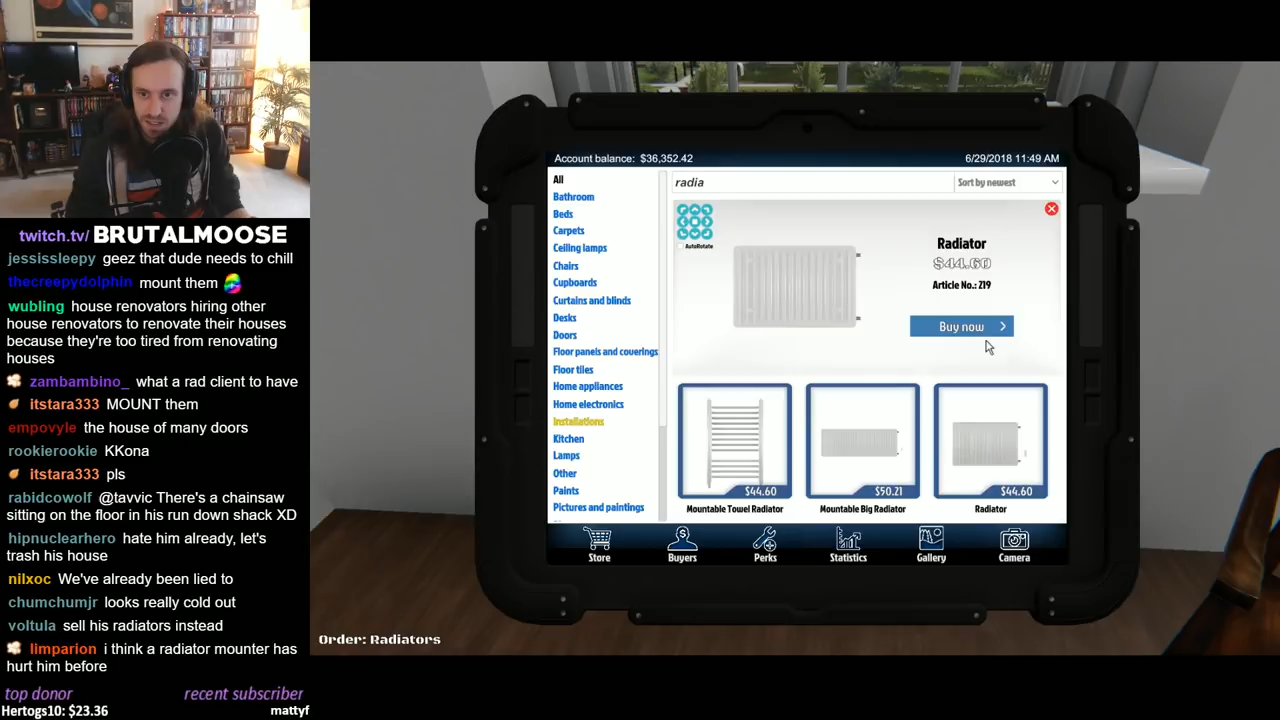 twitch.tv/ BRUTALMOOSE
jessissleepy geez that dude needs to chill
thecreepydolphin mount them
wubling house renovators hiring other
house renovators to renovate their houses
because they're too tired from renovating
houses
zambambino_ what a rad client to have
itstara333 MOUNT them
empovyle the house of many doors
rookierookie KKona
itstara333 pls
rabidcowolf @tavvic There's a chainsaw
sitting on the floor in his run down shack XD
hipnuclearhero hate him already, let's
trash his house
nilxoc We've already been lied to
chumchumjr looks really cold out
voltula sell his radiators instead
limparion i think a radiator mounter has
hurt him before
top donor recent subscriber
Hertogs10: $23.36 mattyf
Account balance: $36,352.42 6/29/2018 11:49 AM
All
Bathroom
Beds
Carpets
Ceiling lamps
Chairs
Cupboards
Curtains and blinds
Desks
Doors
Floor panels and coverings
Floor tiles
Home appliances
Home electronics
Installations
Kitchen
Lamps
Other
Paints
Pictures and paintings
radia Sort by newest
AutoRotate
Radiator
$44.60
Article No.: Z19
Buy now
$44.60 $50.21 $44.60
Mountable Towel Radiator Mountable Big Radiator Radiator
Store Buyers Perks Statistics Gallery Camera
Order: Radiators